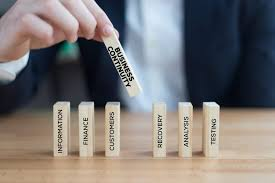 BUSINESS
CONTINUITY
INFORMATION
FINANCE
CUSTOMERS
RECOVERY
ANALYSIS
TESTING